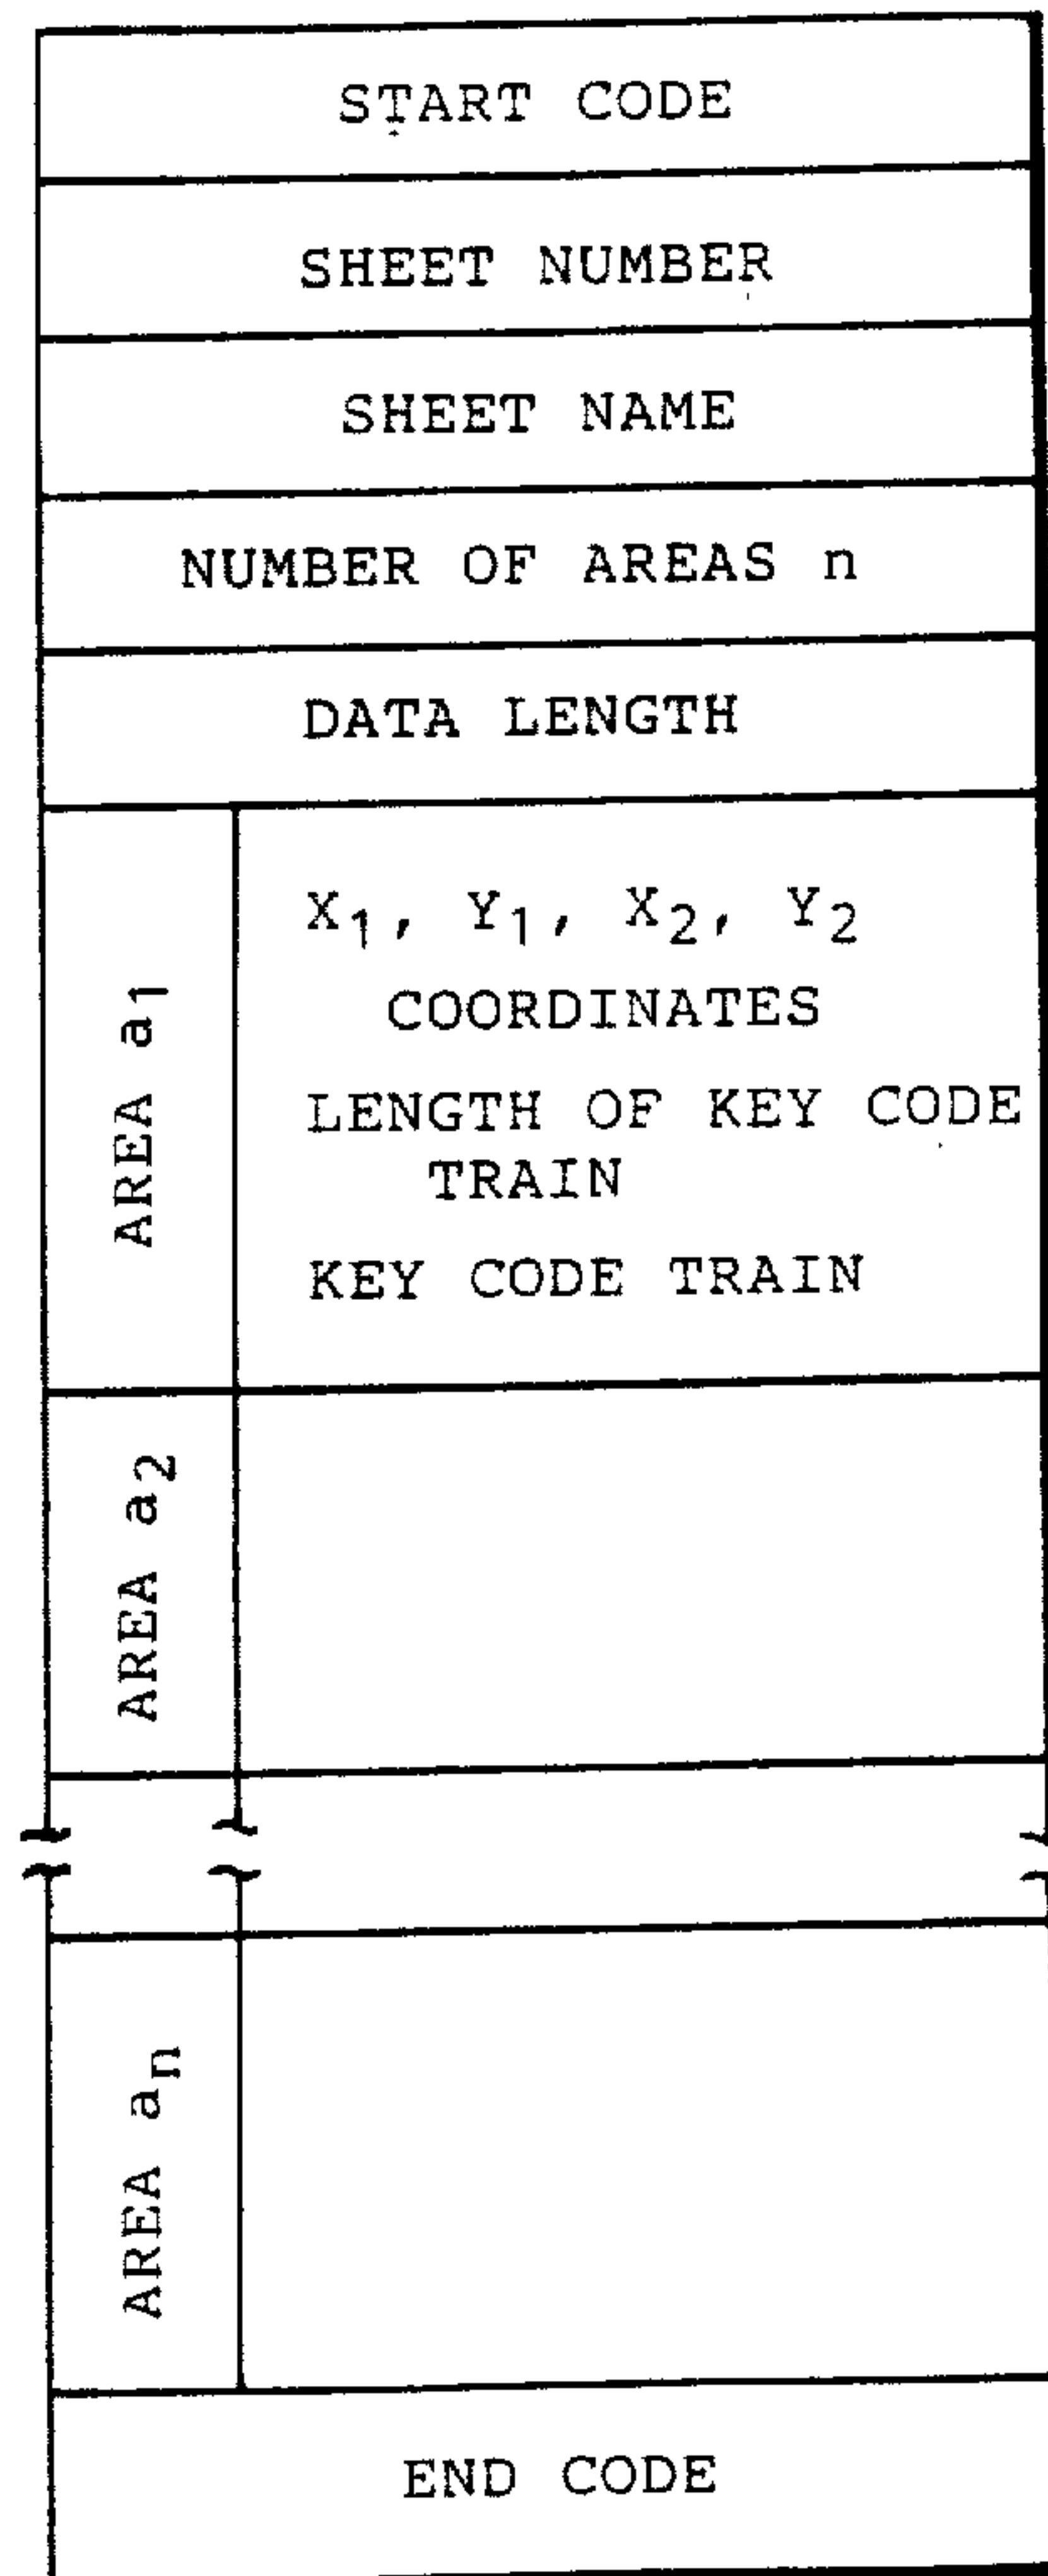 START CODE
SHEET NUMBER
SHEET NAME
NUMBER OF AREAS n
DATA LENGTH
AREA a1
X1, Y1, X2, Y2
COORDINATES
LENGTH OF KEY CODE
TRAIN
KEY CODE TRAIN
AREA a2
AREA an
END CODE